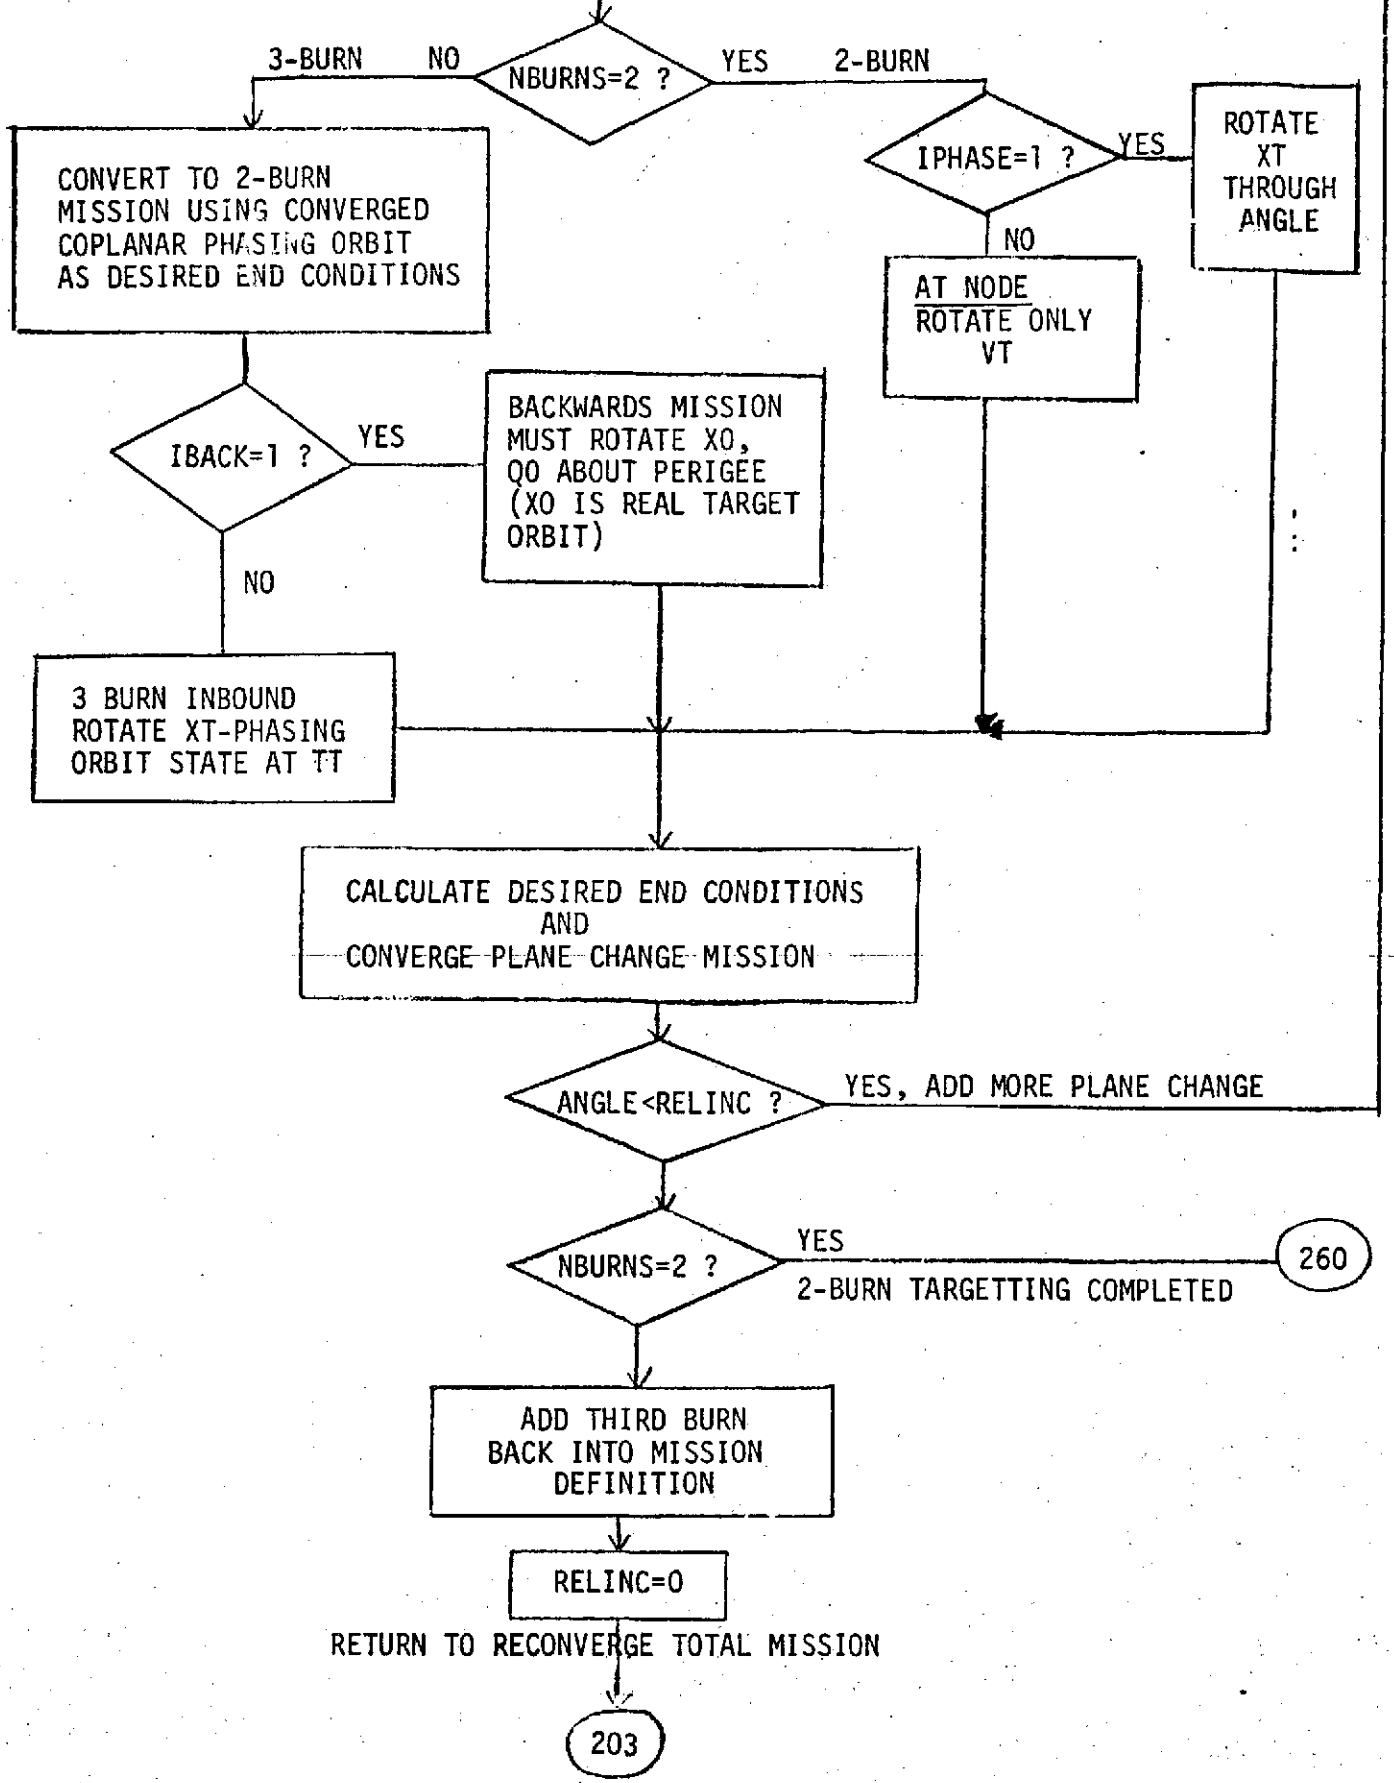 3-BURN NO
NBURNS=2 ?
YES 2-BURN
CONVERT TO 2-BURN
MISSION USING CONVERGED
COPLANAR PHASING ORBIT
AS DESIRED END CONDITIONS
IPHASE=1 ?
YES
ROTATE
XT
THROUGH
ANGLE
NO
AT NODE
ROTATE ONLY
VT
IBACK=1 ?
YES
BACKWARDS MISSION
MUST ROTATE XO,
QO ABOUT PERIGEE
(XO IS REAL TARGET
ORBIT)
NO
3 BURN INBOUND
ROTATE XT-PHASING
ORBIT STATE AT TT
CALCULATE DESIRED END CONDITIONS
AND
CONVERGE PLANE CHANGE MISSION
ANGLE<RELINC ?
YES, ADD MORE PLANE CHANGE
NBURNS=2 ?
YES
2-BURN TARGETTING COMPLETED
260
ADD THIRD BURN
BACK INTO MISSION
DEFINITION
RELINC=0
RETURN TO RECONVERGE TOTAL MISSION
203